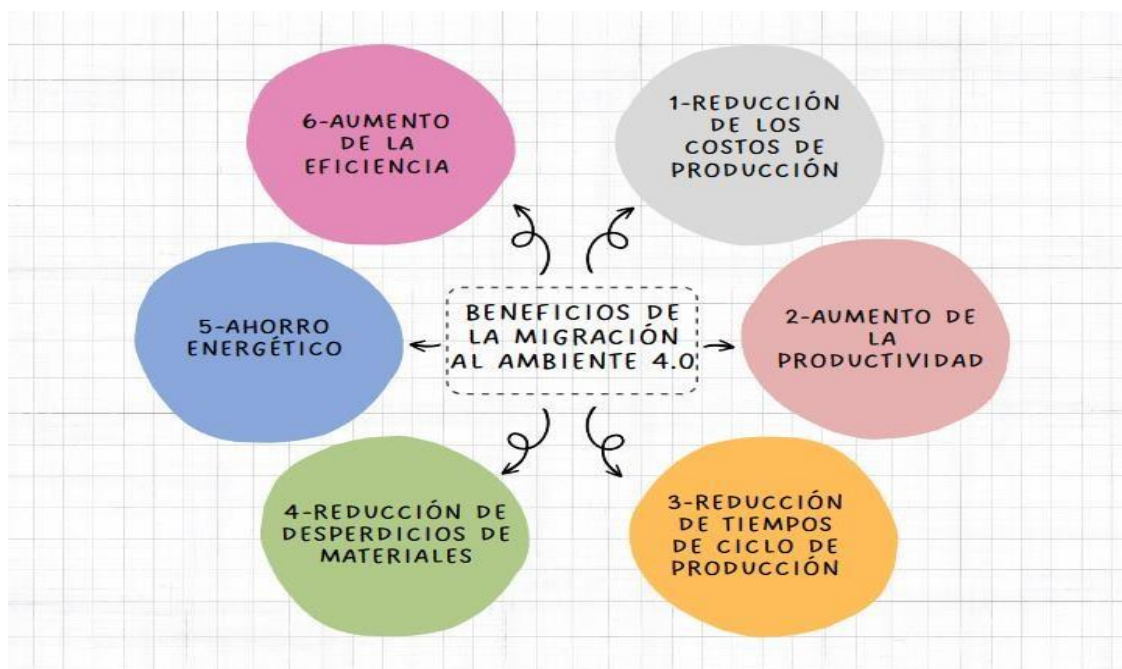 BENEFICIOS DE
LA MIGRACIÓN
AL AMBIENTE 4.0
1-REDUCCIÓN
DE LOS
COSTOS DE
PRODUCCIÓN
2-AUMENTO DE
LA
PRODUCTIVIDAD
3-REDUCCIÓN
DE TIEMPOS
DE CICLO DE
PRODUCCIÓN
4-REDUCCIÓN DE
DESPERDICIOS DE
MATERIALES
5-AHORRO
ENERGÉTICO
6-AUMENTO
DE LA
EFICIENCIA